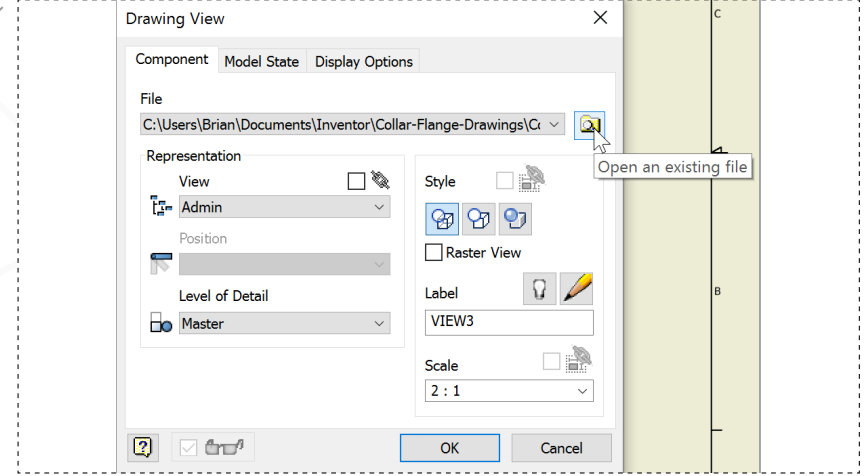 Drawing View
C
Component Model State Display Options
File
C:\Users\Brian\Documents\Inventor\Collar-Flange-Drawings\Co
Open an existing file
Representation
View
Admin
Position
Level of Detail
Master
Style
Raster View
Label
VIEW3
Scale
2 : 1
B
OK Cancel